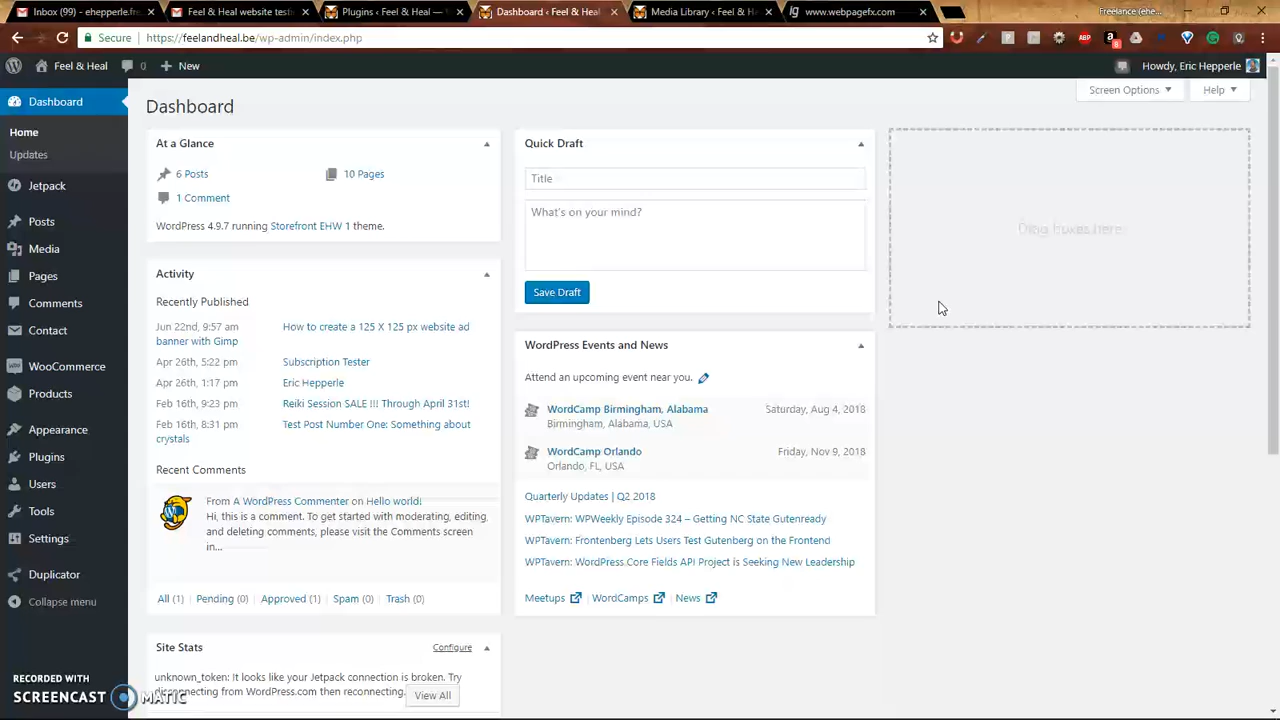 Inbox (09) - ehepperle.fre
Feel & Heal website testi
Plugins ‹ Feel & Heal —
Dashboard ‹ Feel & Heal
Media Library ‹ Feel & H
www.webpagefx.com
Freelance (ehe...
Secure
https://feelandheal.be/wp-admin/index.php
Feel & Heal
0
New
Howdy, Eric Hepperle
Dashboard
Home
Updates
Jetpack
Posts
Media
Pages
Comments
Contact
WooCommerce
Products
Appearance
Plugins
Users
Tools
Settings
Duplicator
Collapse menu
Dashboard
Screen Options
Help
At a Glance
6 Posts
10 Pages
1 Comment
WordPress 4.9.7 running Storefront EHW 1 theme.
Activity
Recently Published
Jun 22nd, 9:57 am How to create a 125 X 125 px website ad
banner with Gimp
Apr 26th, 5:22 pm Subscription Tester
Apr 26th, 1:17 pm Eric Hepperle
Feb 16th, 9:23 pm Reiki Session SALE !!! Through April 31st!
Feb 16th, 8:31 pm Test Post Number One: Something about
crystals
Recent Comments
From A WordPress Commenter on Hello world!
Hi, this is a comment. To get started with moderating, editing,
and deleting comments, please visit the Comments screen
in...
All (1) | Pending (0) | Approved (1) | Spam (0) | Trash (0)
Site Stats
Configure
unknown_token: It looks like your Jetpack connection is broken. Try
disconnecting from WordPress.com then reconnecting.
View All
Quick Draft
Title
What's on your mind?
Save Draft
WordPress Events and News
Attend an upcoming event near you.
WordCamp Birmingham, Alabama Saturday, Aug 4, 2018
Birmingham, Alabama, USA
WordCamp Orlando Friday, Nov 9, 2018
Orlando, FL, USA
Quarterly Updates | Q2 2018
WPTavern: WPWeekly Episode 324 – Getting NC State Gutenready
WPTavern: Frontenberg Lets Users Test Gutenberg on the Frontend
WPTavern: WordPress Core Fields API Project is Seeking New Leadership
Meetups | WordCamps | News
Drag boxes here
RECORDED WITH
SCREENCAST MATIC